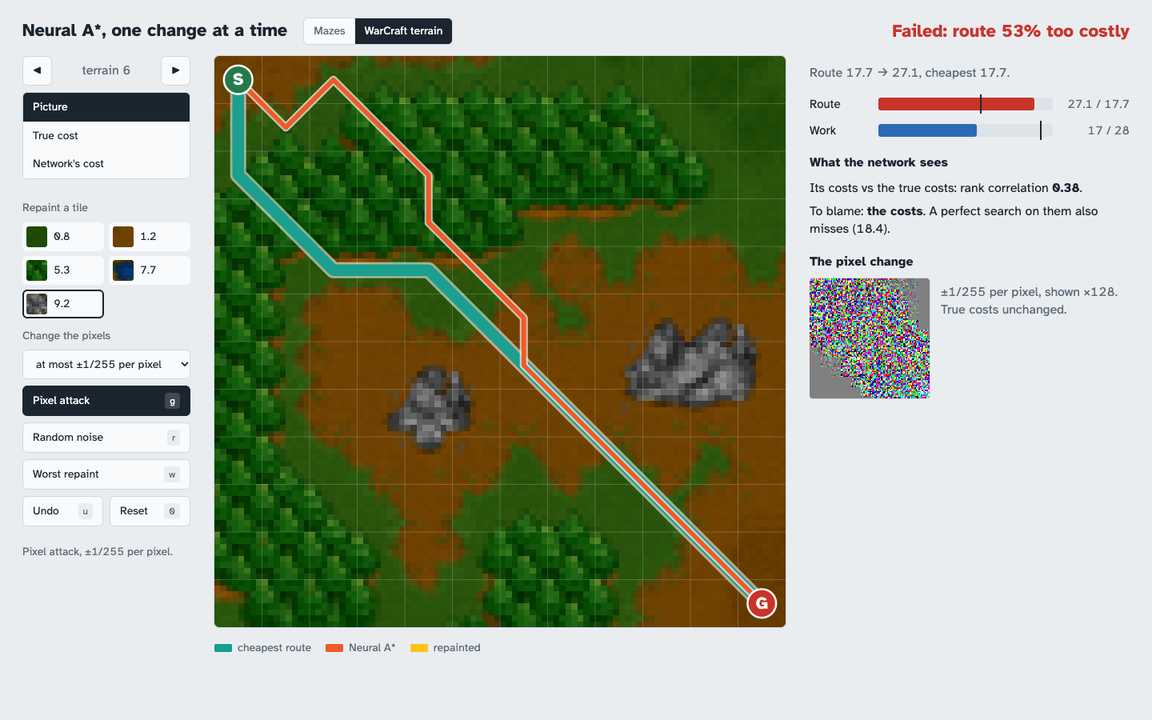 Neural A*, one change at a time
Mazes
WarCraft terrain
Failed: route 53% too costly
◀
terrain 6
▶
Picture
True cost
Network's cost
Repaint a tile
0.8
1.2
5.3
7.7
9.2
Change the pixels
at most ±1/255 per pixel
Pixel attack g
Random noise r
Worst repaint w
Undo u
Reset 0
Pixel attack, ±1/255 per pixel.
S
G
cheapest route
Neural A*
repainted
Route 17.7 → 27.1, cheapest 17.7.
Route 27.1 / 17.7
Work 17 / 28
What the network sees
Its costs vs the true costs: rank correlation 0.38.
To blame: the costs. A perfect search on them also
misses (18.4).
The pixel change
±1/255 per pixel, shown ×128.
True costs unchanged.